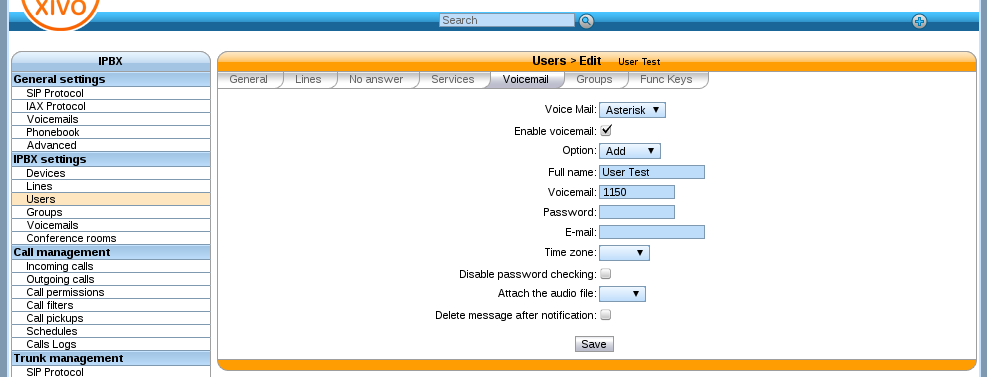 XIVO
Search
IPBX
General settings
SIP Protocol
IAX Protocol
Voicemails
Phonebook
Advanced
IPBX settings
Devices
Lines
Users
Groups
Voicemails
Conference rooms
Call management
Incoming calls
Outgoing calls
Call permissions
Call filters
Call pickups
Schedules
Calls Logs
Trunk management
SIP Protocol
Users > Edit User Test
General Lines No answer Services Voicemail Groups Func Keys
Voice Mail: Asterisk
Enable voicemail:
Option: Add
Full name: User Test
Voicemail: 1150
Password:
E-mail:
Time zone:
Disable password checking:
Attach the audio file:
Delete message after notification:
Save